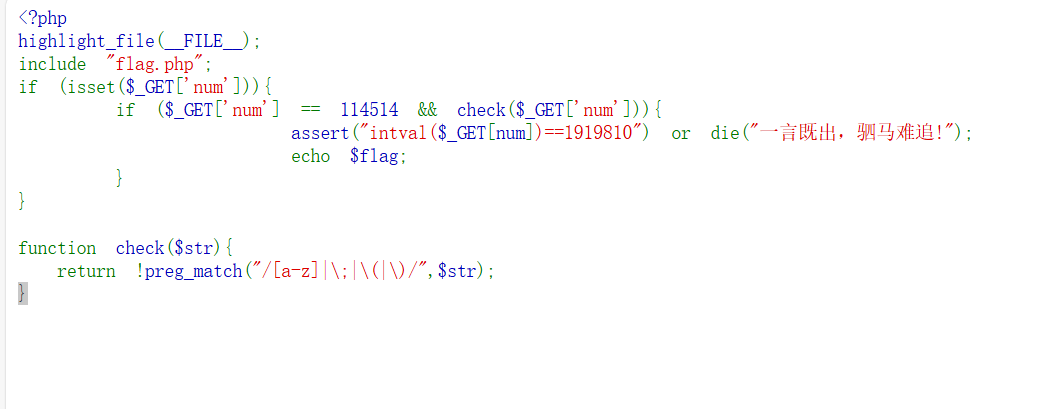 <?php
highlight_file(__FILE__);
include "flag.php";
if (isset($_GET['num'])){
if ($_GET['num'] == 114514 && check($_GET['num'])){
assert("intval($_GET[num])==1919810") or die("一言既出，驷马难追!");
echo $flag;
}
}
function check($str){
return !preg_match("/[a-z]|\;|\(|\)/",$str);
}